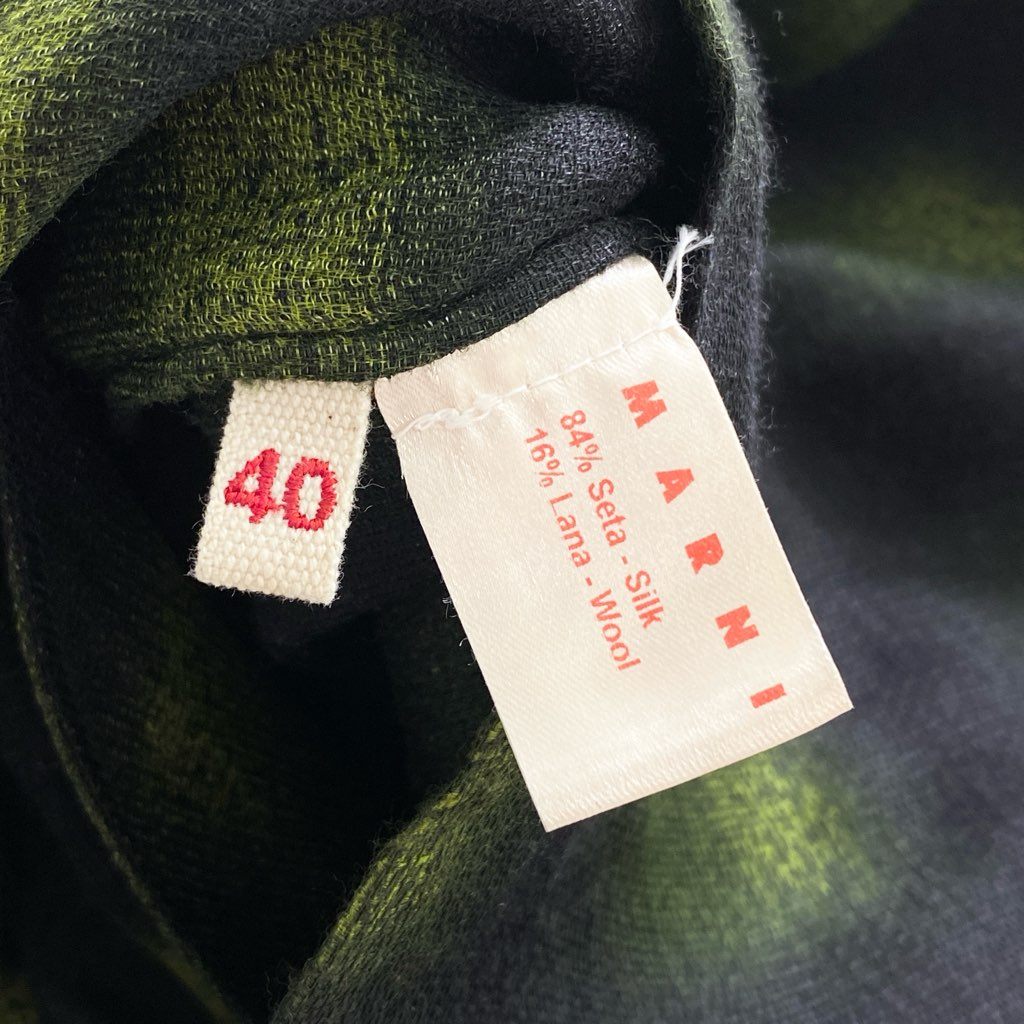 40
MARNI
84% Seta - Silk
16% Lana - Wool